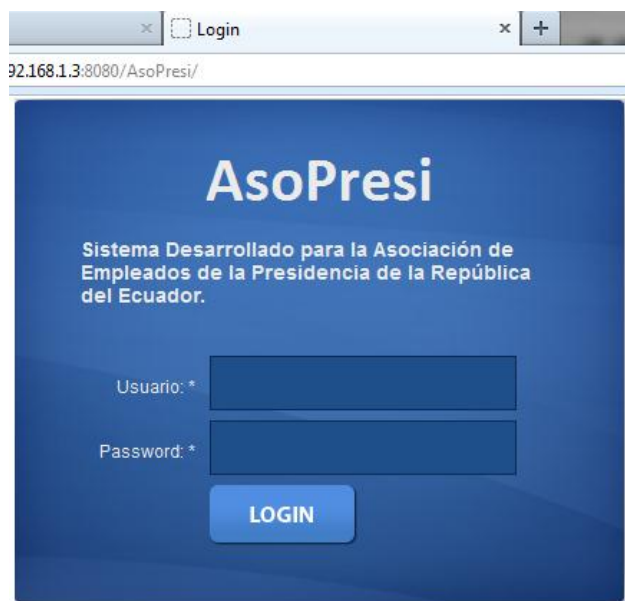 Login
92.168.1.3:8080/AsoPresi/
AsoPresi
Sistema Desarrollado para la Asociación de
Empleados de la Presidencia de la República
del Ecuador.
Usuario: *
Password: *
LOGIN